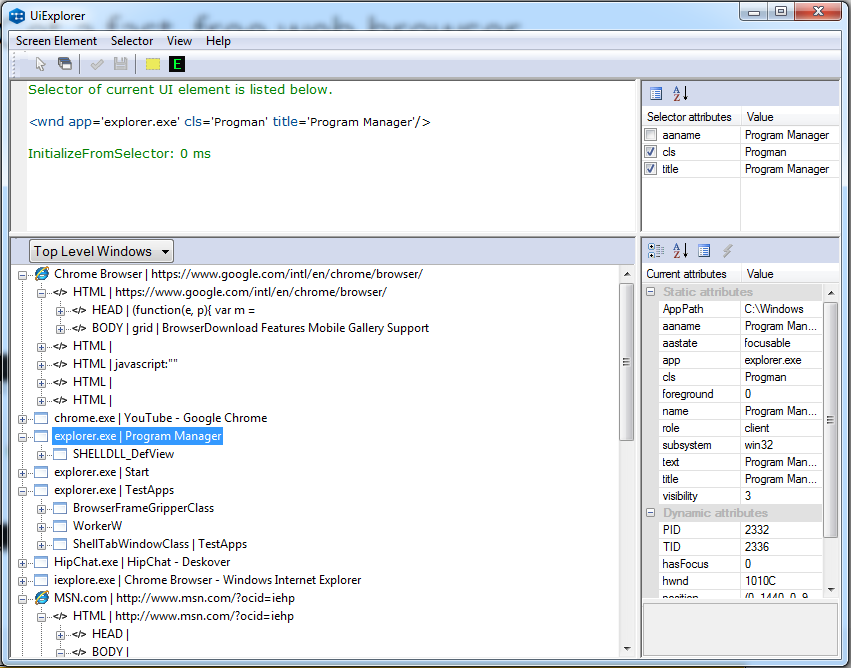 UiExplorer
Screen Element Selector View Help
E
Selector of current UI element is listed below.
<wnd app='explorer.exe' cls='Progman' title='Program Manager'/>
InitializeFromSelector: 0 ms
Selector attributes Value
aaname Program Manager
cls Progman
title Program Manager
Top Level Windows
Chrome Browser | https://www.google.com/intl/en/chrome/browser/
</> HTML | https://www.google.com/intl/en/chrome/browser/
</> HEAD | (function(e, p){ var m =
</> BODY | grid | BrowserDownload Features Mobile Gallery Support
</> HTML |
</> HTML | javascript:""
</> HTML |
</> HTML |
chrome.exe | YouTube - Google Chrome
explorer.exe | Program Manager
SHELLDLL_DefView
explorer.exe | Start
explorer.exe | TestApps
BrowserFrameGripperClass
WorkerW
ShellTabWindowClass | TestApps
HipChat.exe | HipChat - Deskover
iexplore.exe | Chrome Browser - Windows Internet Explorer
MSN.com | http://www.msn.com/?ocid=iehp
</> HTML | http://www.msn.com/?ocid=iehp
</> HEAD |
</> BODY |
Current attributes Value
Static attributes
AppPath C:\Windows
aaname Program Man...
aastate focusable
app explorer.exe
cls Progman
foreground 0
name Program Man...
role client
subsystem win32
text Program Man...
title Program Man...
visibility 3
Dynamic attributes
PID 2332
TID 2336
hasFocus 0
hwnd 1010C
position